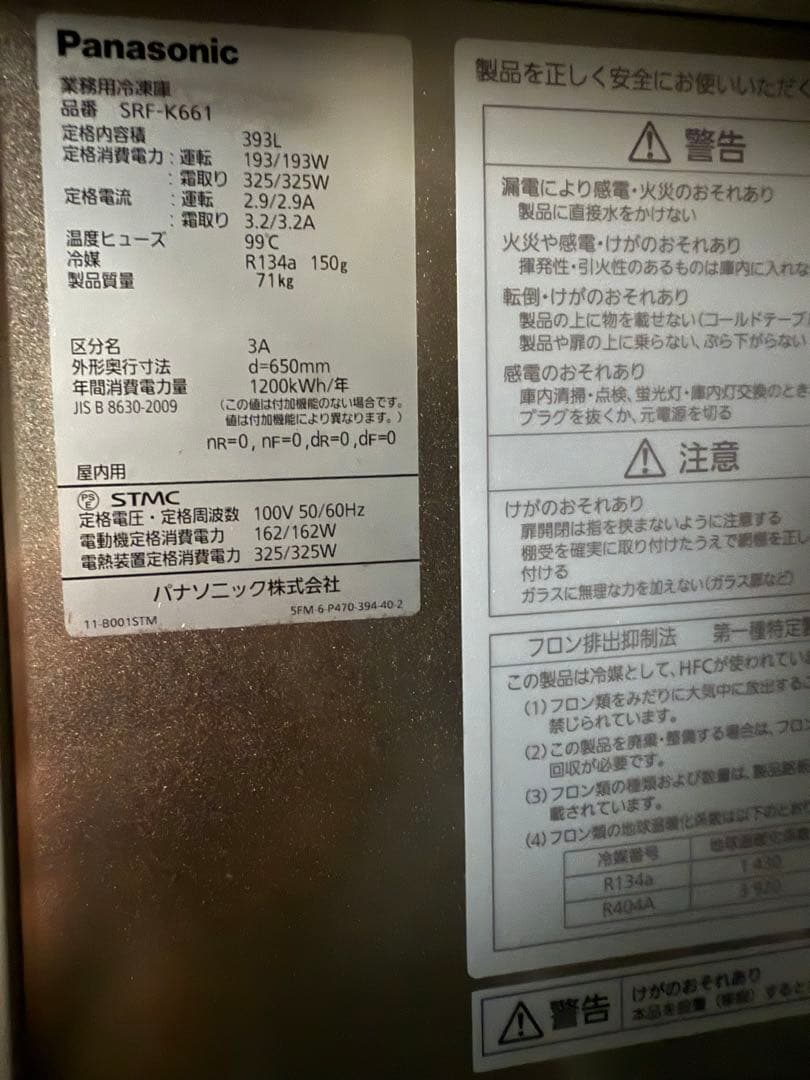 Panasonic
業務用冷凍庫
品番 SRF-K661
定格内容積 393L
定格消費電力：運転 193/193W
：霜取り 325/325W
定格電流：運転 2.9/2.9A
：霜取り 3.2/3.2A
温度ヒューズ 99℃
冷媒 R134a 150g
製品質量 71kg
区分名 3A
外形奥行寸法 d=650mm
年間消費電力量 1200kWh/年
JIS B 8630-2009 （この値は付加機能のない場合です。
値は付加機能により異なります。）
nR=0, nF=0,dR=0,dF=0
屋内用
PSE STMC
定格電圧・定格周波数 100V 50/60Hz
電動機定格消費電力 162/162W
電熱装置定格消費電力 325/325W
パナソニック株式会社
11-B001STM 5FM-6-P470-394-40-2
製品を正しく安全にお使いいただく
警告
漏電により感電・火災のおそれあり
製品に直接水をかけない
火災や感電・けがのおそれあり
揮発性・引火性のあるものは庫内に入れな
転倒・けがのおそれあり
製品の上に物を載せない（コールドテーブル
製品や扉の上に乗らない、ぶら下がらない
感電のおそれあり
庫内清掃・点検、蛍光灯・庫内灯交換のとき
プラグを抜くか、元電源を切る
注意
けがのおそれあり
扉開閉は指を挟まないように注意する
棚受を確実に取り付けたうえで網棚を正し
付ける
ガラスに無理な力を加えない（ガラス扉など）
フロン排出抑制法 第一種特定製
この製品は冷媒として、HFCが使われてい
（1）フロン類をみだりに大気中に放出するこ
禁じられています。
（2）この製品を廃棄・整備する場合は、フロン
回収が必要です。
（3）フロン類の種類および数量は、製品銘板
載されています。
（4）フロン類の地球温暖化係数は以下のとおり
冷媒番号 地球温暖化係数
R134a 1 430
R404A 3 920
警告 けがのおそれあり
本品を設置（移設）すると